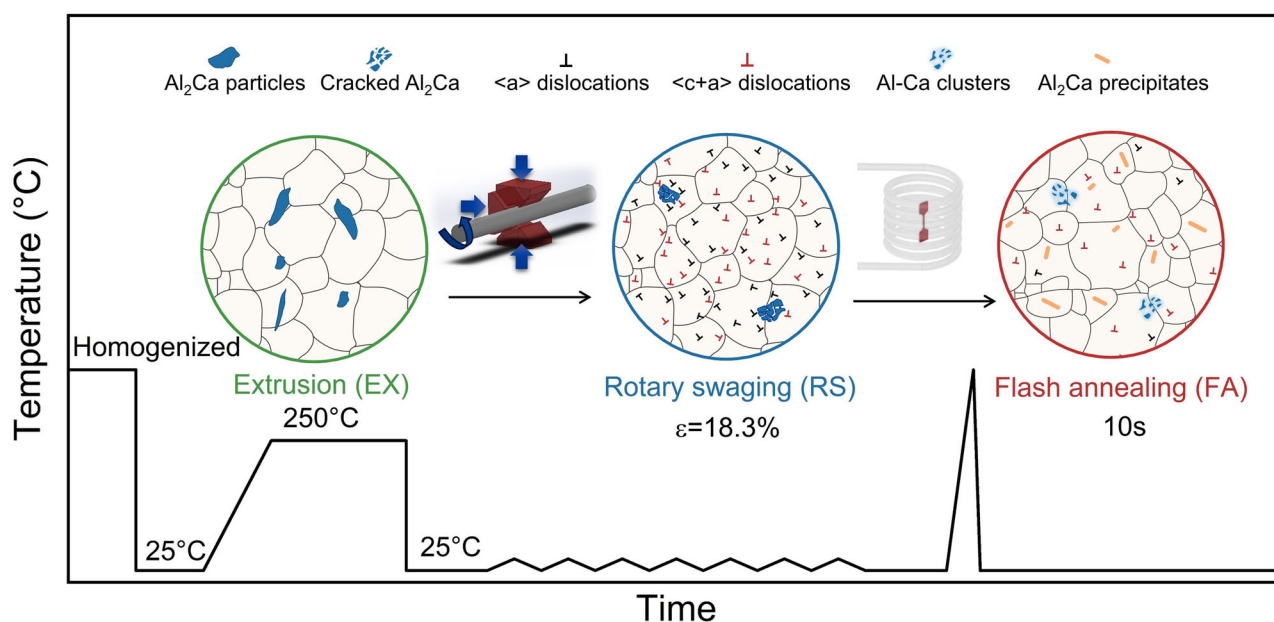 Al₂Ca particles
Cracked Al₂Ca
<a> dislocations
<c+a> dislocations
Al-Ca clusters
Al₂Ca precipitates
Temperature (°C)
Homogenized
Extrusion (EX)
250°C
Rotary swaging (RS)
ε=18.3%
Flash annealing (FA)
10s
25°C
25°C
Time